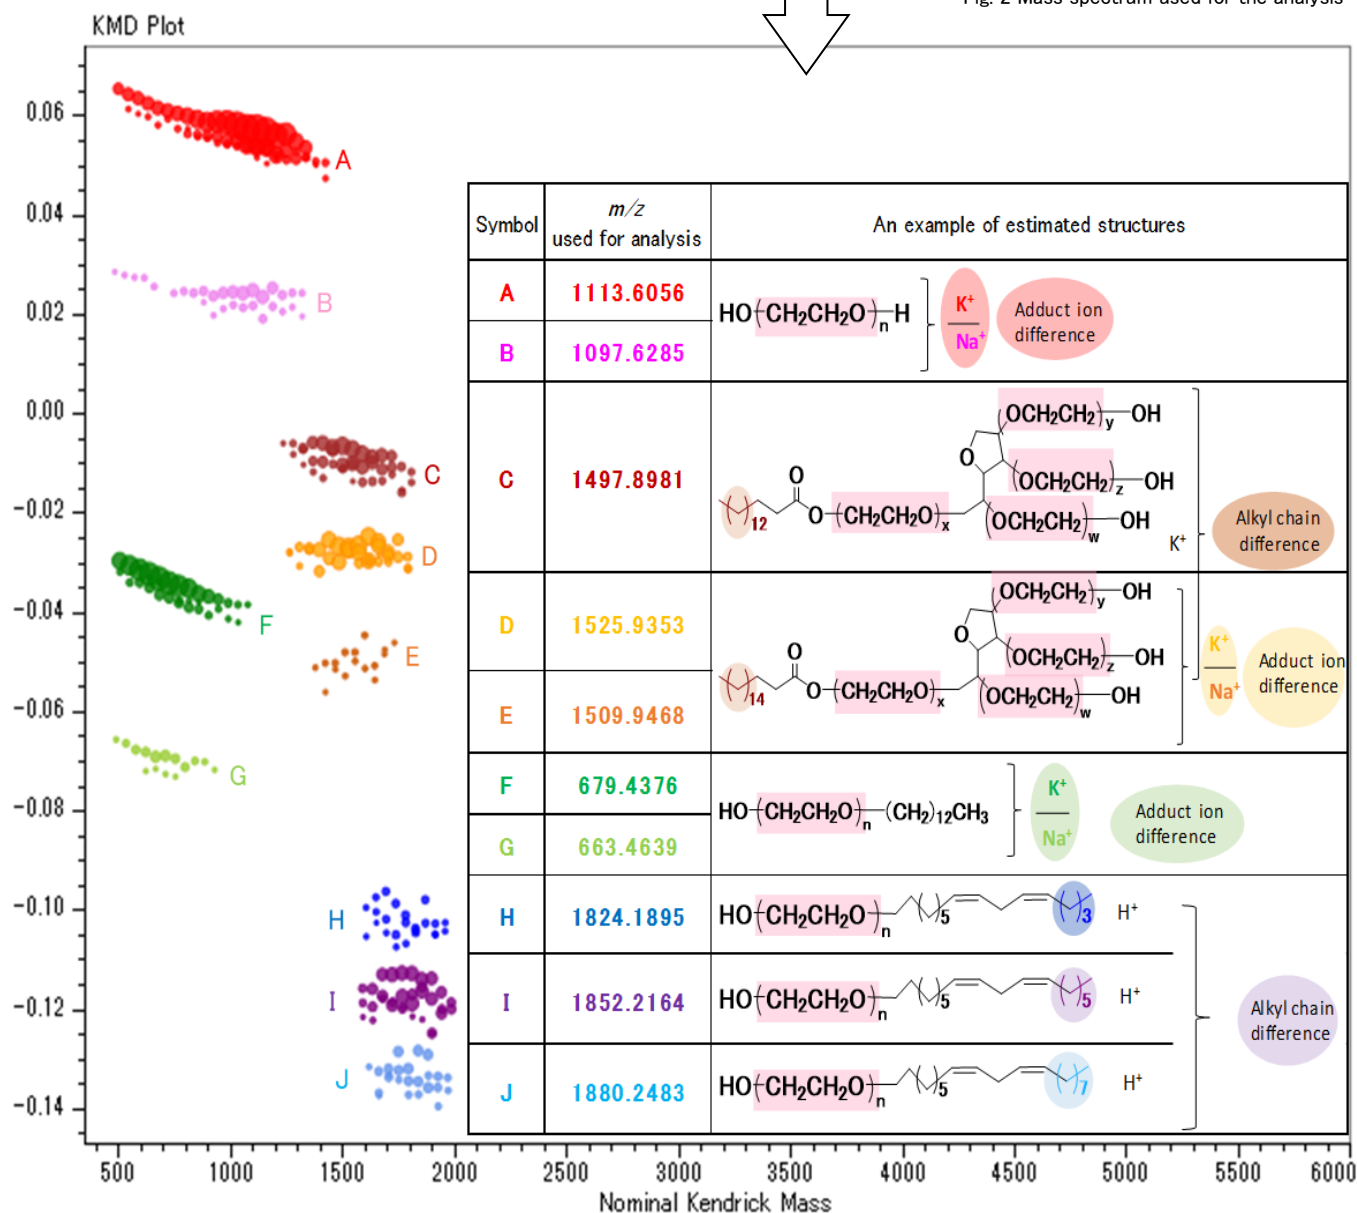 Fig. 2 Mass spectrum used for the analysis
KMD Plot
0.06
0.04
0.02
0.00
-0.02
-0.04
-0.06
-0.08
-0.10
-0.12
-0.14
A
B
C
D
F
E
G
H
I
J
Symbol
m/z
used for analysis
An example of estimated structures
A
1113.6056
B
1097.6285
HO(CH2CH2O)nH
K+
Na+
Adduct ion
difference
C
1497.8981
(OCH2CH2)y OH
O
(OCH2CH2)z OH
O
( )12 O (CH2CH2O)x
(OCH2CH2)w OH
K+
Alkyl chain
difference
D
1525.9353
E
1509.9468
(OCH2CH2)y OH
O
(OCH2CH2)z OH
O
( )14 O (CH2CH2O)x
(OCH2CH2)w OH
K+
Na+
Adduct ion
difference
F
679.4376
G
663.4639
HO(CH2CH2O)n(CH2)12CH3
K+
Na+
Adduct ion
difference
H
1824.1895
HO(CH2CH2O)n ( )5 ( )3 H+
I
1852.2164
HO(CH2CH2O)n ( )5 ( )5 H+
J
1880.2483
HO(CH2CH2O)n ( )5 ( )7 H+
Alkyl chain
difference
500 1000 1500 2000 2500 3000 3500 4000 4500 5000 5500 6000
Nominal Kendrick Mass